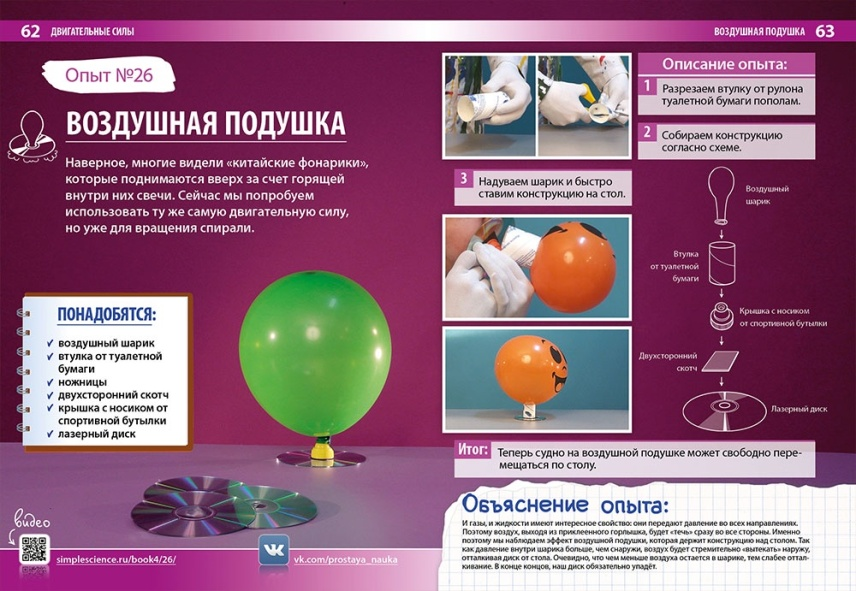 62 ДВИГАТЕЛЬНЫЕ СИЛЫ
Опыт №26
ВОЗДУШНАЯ ПОДУШКА
Наверное, многие видели «китайские фонарики»,
которые поднимаются вверх за счет горящей
внутри них свечи. Сейчас мы попробуем
использовать ту же самую двигательную силу,
но уже для вращения спирали.
ПОНАДОБЯТСЯ:
воздушный шарик
втулка от туалетной
бумаги
ножницы
двухсторонний скотч
крышка с носиком от
спортивной бутылки
лазерный диск
видео
simplescience.ru/book4/26/
vk.com/prostaya_nauka
ВОЗДУШНАЯ ПОДУШКА 63
Описание опыта:
1 Разрезаем втулку от рулона
туалетной бумаги пополам.
2 Собираем конструкцию
согласно схеме.
3 Надуваем шарик и быстро
ставим конструкцию на стол.
Воздушный
шарик
Втулка
от туалетной
бумаги
Крышка с носиком
от спортивной бутылки
Двухсторонний
скотч
Лазерный диск
Итог: Теперь судно на воздушной подушке может свободно пере-
мещаться по столу.
Объяснение опыта:
И газы, и жидкости имеют интересное свойство: они передают давление во всех направлениях.
Поэтому воздух, выходя из приклеенного горлышка, будет «течь» сразу во все стороны. Именно
поэтому мы наблюдаем эффект воздушной подушки, которая держит конструкцию над столом. Так
как давление внутри шарика больше, чем снаружи, воздух будет стремительно «вытекать» наружу,
отталкивая диск от стола. Очевидно, что чем меньше воздуха остается в шарике, тем слабее оттал-
кивание. В конце концов, наш диск обязательно упадёт.